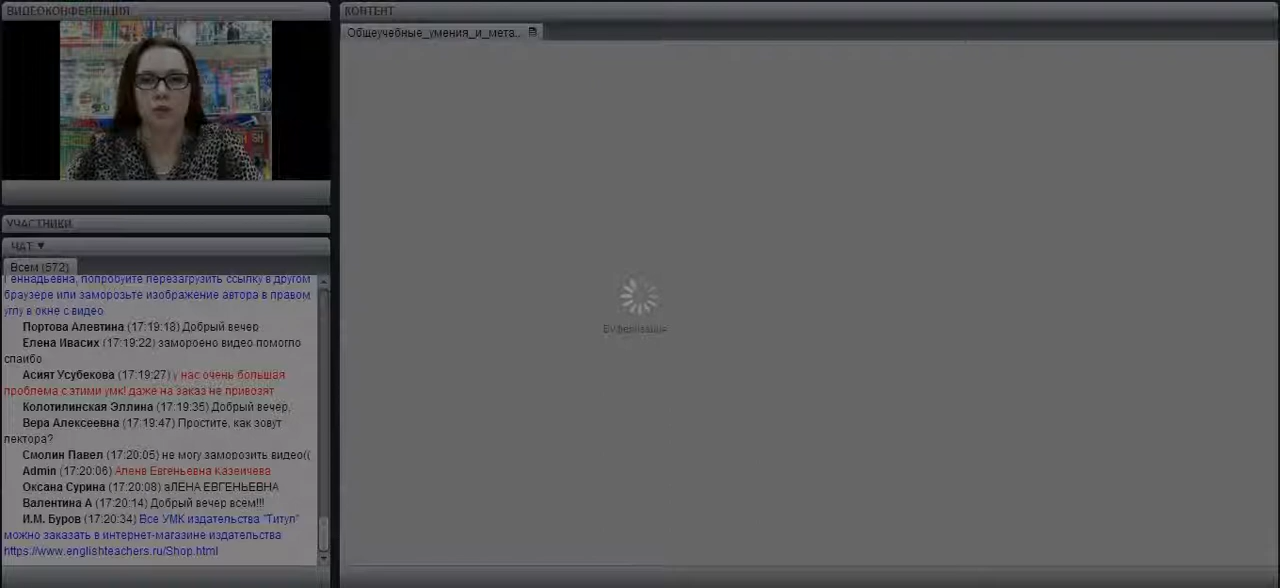 ВИДЕОКОНФЕРЕНЦИЯ
КОНТЕНТ
Общеучебные_умения_и_мета..
УЧАСТНИКИ
ЧАТ
Всем (572)
Геннадьевна, попробуйте перезагрузить ссылку в другом
браузере или заморозьте изображение автора в правом
углу в окне с видео
Портова Алевтина (17:19:18) Добрый вечер
Елена Ивасих (17:19:22) замороено видео помогло
спаибо
Асият Усубекова (17:19:27) у нас очень большая
проблема с этими умк! даже на заказ не привозят
Колотилинская Эллина (17:19:35) Добрый вечер,
Вера Алексеевна (17:19:47) Простите, как зовут
лектора?
Смолин Павел (17:20:05) не могу заморозить видео((
Admin (17:20:06) Алена Евгеньевна Казеичева
Оксана Сурина (17:20:08) аЛЕНА ЕВГЕНЬЕВНА
Валентина А (17:20:14) Добрый вечер всем!!!
И.М. Буров (17:20:34) Все УМК издательства "Титул"
можно заказать в интернет-магазине издательства
https://www.englishteachers.ru/Shop.html
Буферизация